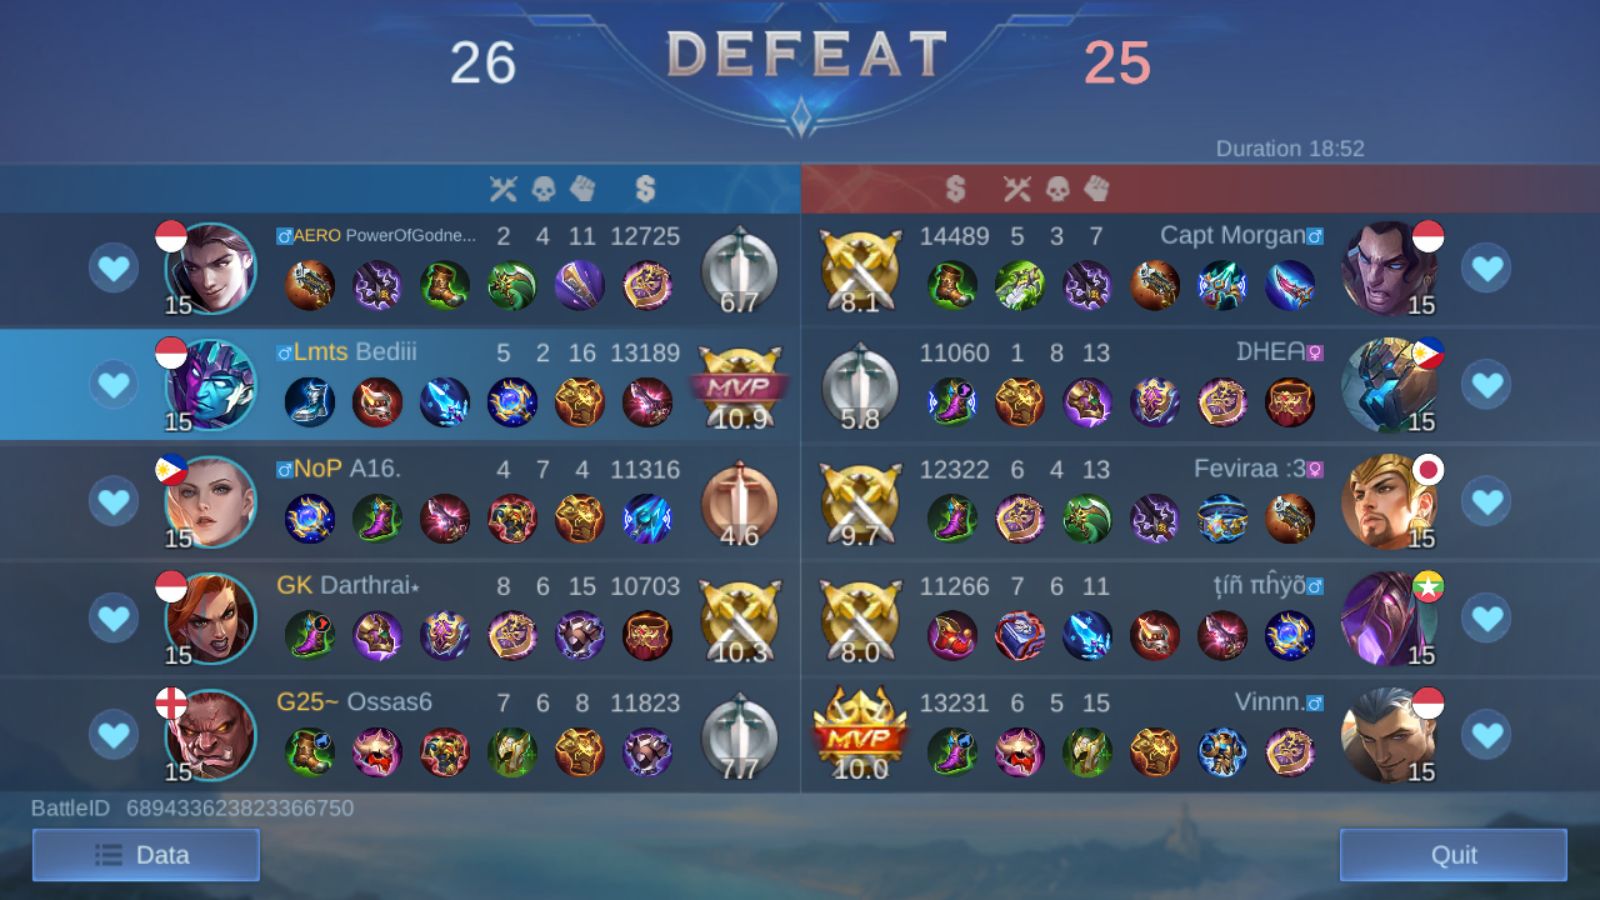 26 DEFEAT 25
Duration 18:52
AERO PowerOfGodne... 2 4 11 12725
15 6.7
14489 5 3 7 Capt Morgan
8.1 15
Lmts Bediii 5 2 16 13189
15 MVP 10.9
11060 1 8 13 DHEA
5.8 15
NoP A16. 4 7 4 11316
15 4.6
12322 6 4 13 Feviraa :3
9.7 15
GK Darthrai⋆ 8 6 15 10703
15 10.3
11266 7 6 11 ţíñ πĥÿõ
8.0 15
G25~ Ossas6 7 6 8 11823
15 7.7
13231 6 5 15 Vinnn.
MVP 10.0 15
BattleID 689433623823366750
Data
Quit